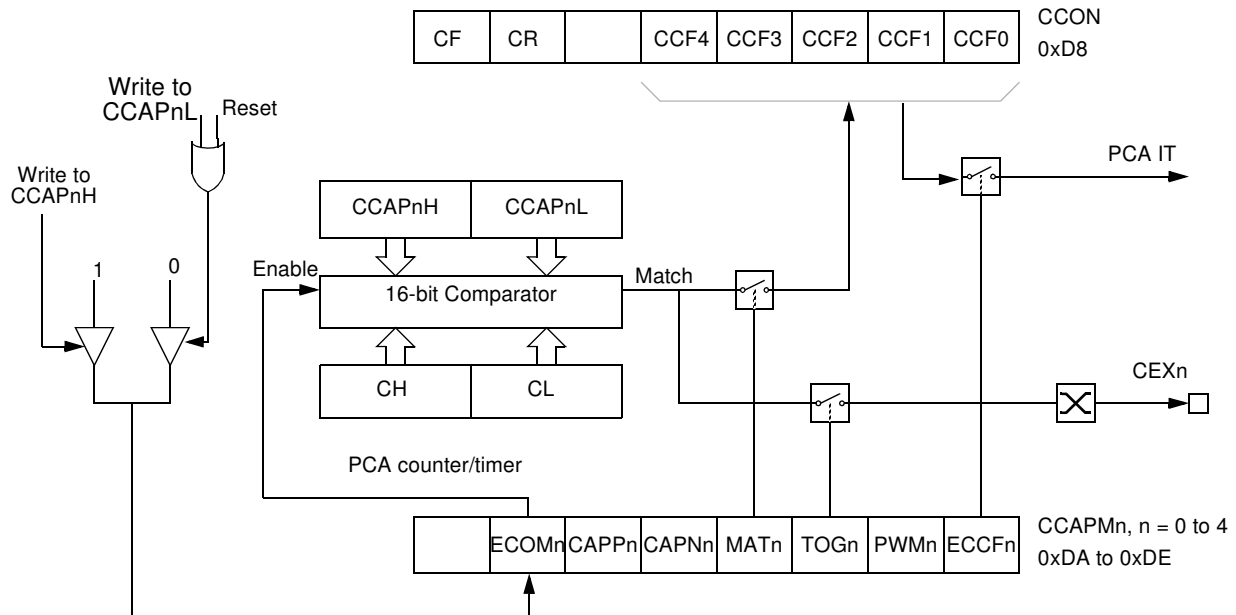 CF CR CCF4 CCF3 CCF2 CCF1 CCF0
CCON
0xD8
Write to
CCAPnL
Reset
Write to
CCAPnH
PCA IT
CCAPnH CCAPnL
1 0
Enable
16-bit Comparator
Match
CH CL
CEXn
PCA counter/timer
ECOMn CAPPn CAPNn MATn TOGn PWMn ECCFn
CCAPMn, n = 0 to 4
0xDA to 0xDE